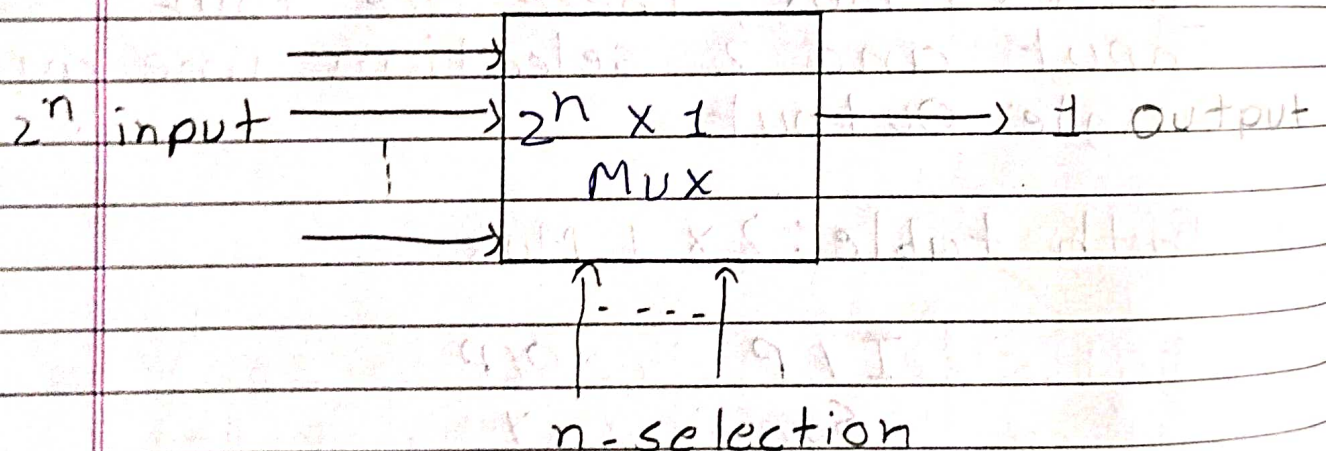 2ⁿ input
2ⁿ x 1
MUX
1 Output
n-selection